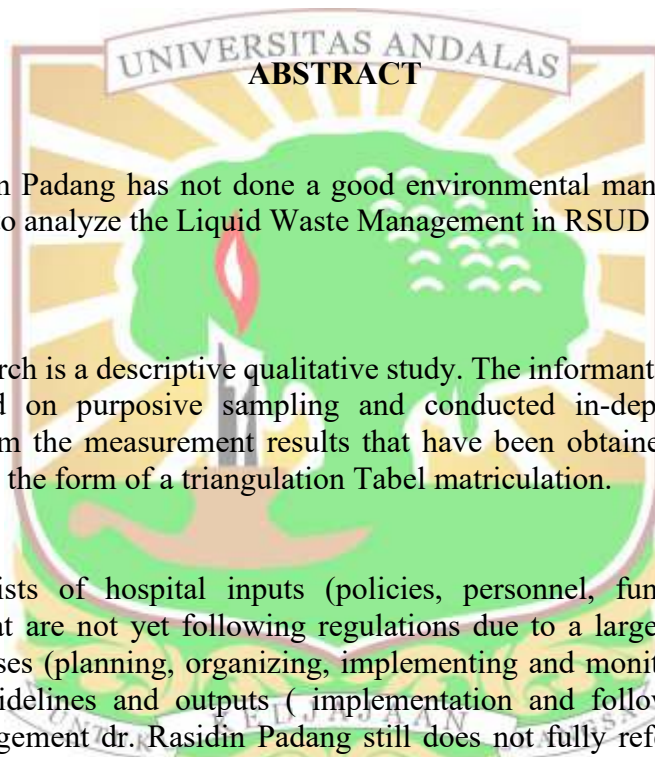 UNIVERSITAS ANDALAS
ABSTRACT
n Padang has not done a good environmental man
o analyze the Liquid Waste Management in RSUD
rch is a descriptive qualitative study. The informant
d on purposive sampling and conducted in-dep
m the measurement results that have been obtaine
the form of a triangulation Tabel matriculation.
ists of hospital inputs (policies, personnel, fun
at are not yet following regulations due to a large
ses (planning, organizing, implementing and monit
idelines and outputs ( implementation and follow
gement dr. Rasidin Padang still does not fully refe